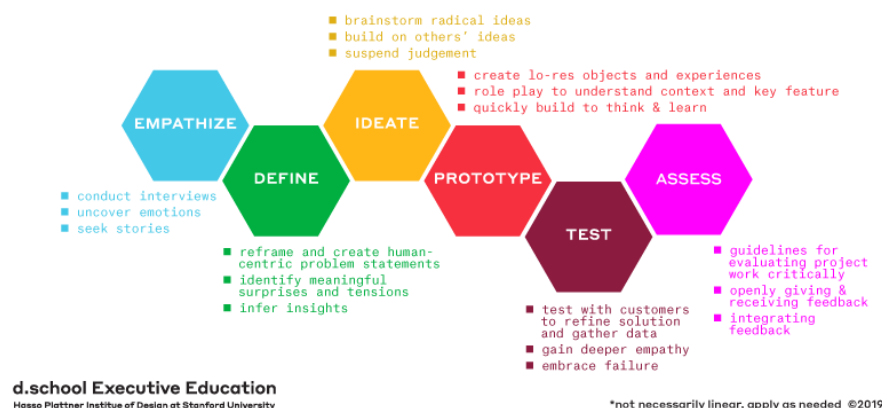 ■ brainstorm radical ideas
■ build on others' ideas
■ suspend judgement
EMPATHIZE
IDEATE
■ create lo-res objects and experiences
■ role play to understand context and key feature
■ quickly build to think & learn
DEFINE
PROTOTYPE
ASSESS
■ conduct interviews
■ uncover emotions
■ seek stories
TEST
■ reframe and create human-
centric problem statements
■ identify meaningful
surprises and tensions
■ infer insights
■ guidelines for
evaluating project
work critically
■ openly giving &
receiving feedback
■ integrating
feedback
■ test with customers
to refine solution
and gather data
■ gain deeper empathy
■ embrace failure
d.school Executive Education
Hasso Plattner Institue of Design at Stanford University
*not necessarily linear, apply as needed ©2019